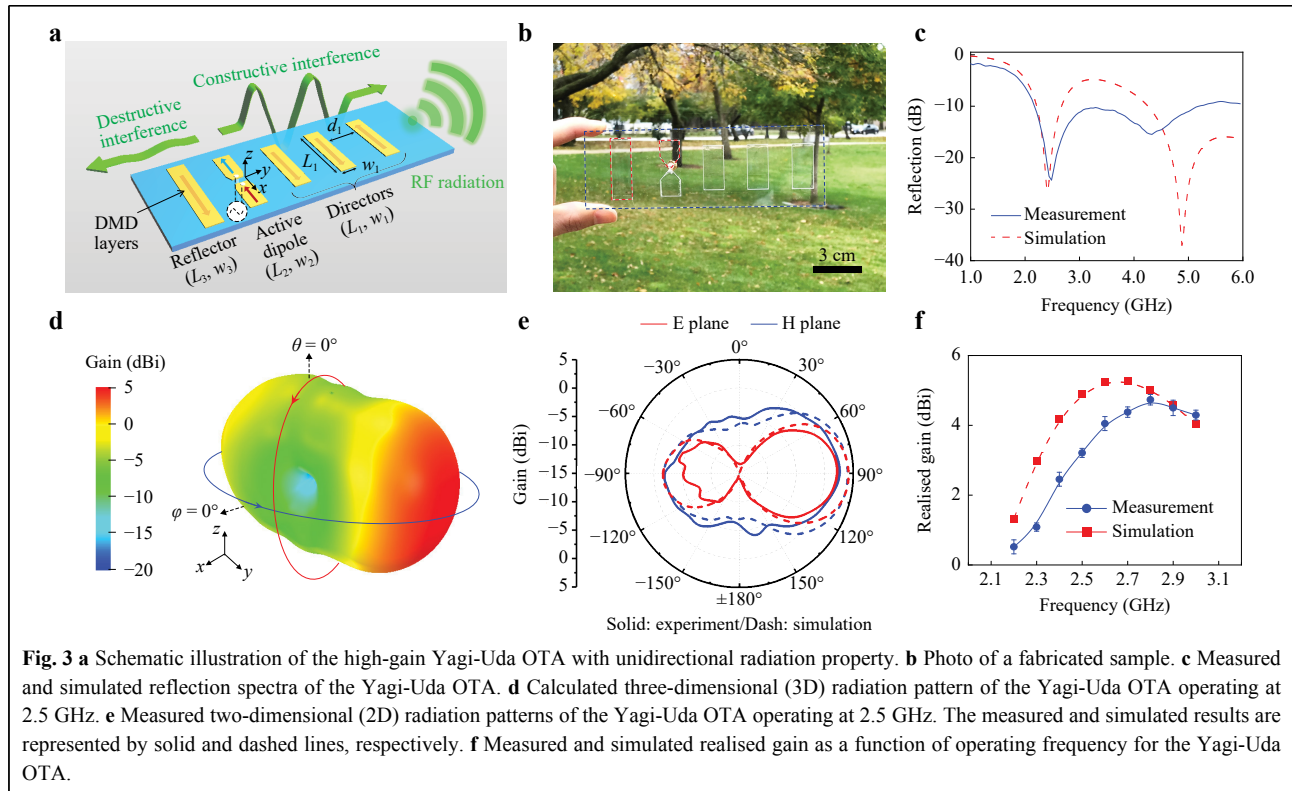 a
Constructive interference
Destructive
interference
z
y
x
d1
L1
w1
RF radiation
DMD
layers
Reflector
(L3, w3)
Active
dipole
(L2, w2)
Directors
(L1, w1)
b
3 cm
c
0
−10
−20
−30
−40
Reflection (dB)
Measurement
Simulation
1.0 2.0 3.0 4.0 5.0 6.0
Frequency (GHz)
d
Gain (dBi)
5
0
−5
−10
−15
−20
θ = 0°
φ = 0°
z
x
y
e
E plane H plane
Gain (dBi)
5
0
−5
−10
−15
−10
−5
0
5
0°
30°
60°
90°
120°
150°
±180°
−150°
−120°
−90°
−60°
−30°
Solid: experiment/Dash: simulation
f
6
4
2
0
Realised gain (dBi)
Measurement
Simulation
2.1 2.3 2.5 2.7 2.9 3.1
Frequency (GHz)
Fig. 3 a Schematic illustration of the high-gain Yagi-Uda OTA with unidirectional radiation property. b Photo of a fabricated sample. c Measured
and simulated reflection spectra of the Yagi-Uda OTA. d Calculated three-dimensional (3D) radiation pattern of the Yagi-Uda OTA operating at
2.5 GHz. e Measured two-dimensional (2D) radiation patterns of the Yagi-Uda OTA operating at 2.5 GHz. The measured and simulated results are
represented by solid and dashed lines, respectively. f Measured and simulated realised gain as a function of operating frequency for the Yagi-Uda
OTA.